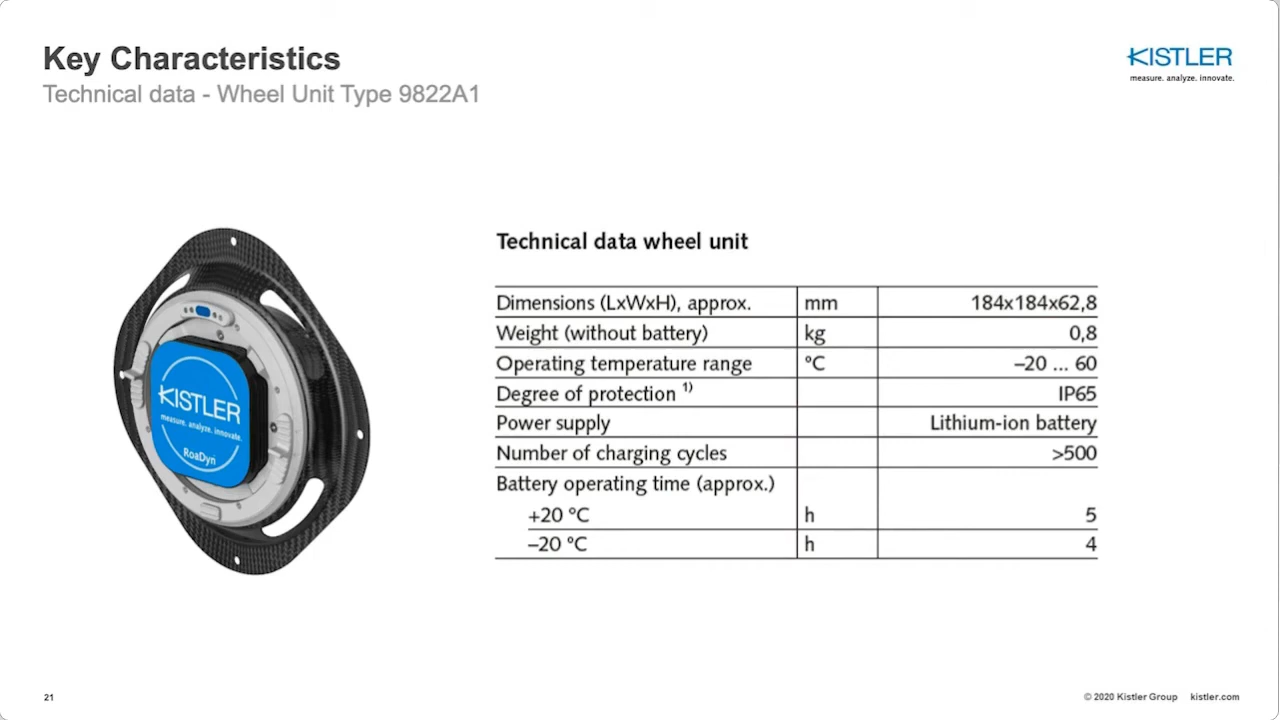 Key Characteristics
Technical data - Wheel Unit Type 9822A1
KISTLER
measure. analyze. innovate.
Technical data wheel unit
Dimensions (LxWxH), approx. mm 184x184x62,8
Weight (without battery) kg 0,8
Operating temperature range °C –20 ... 60
Degree of protection 1) IP65
Power supply Lithium-ion battery
Number of charging cycles >500
Battery operating time (approx.)
+20 °C h 5
–20 °C h 4
KISTLER
measure. analyze. innovate.
RoaDyn
21
© 2020 Kistler Group kistler.com